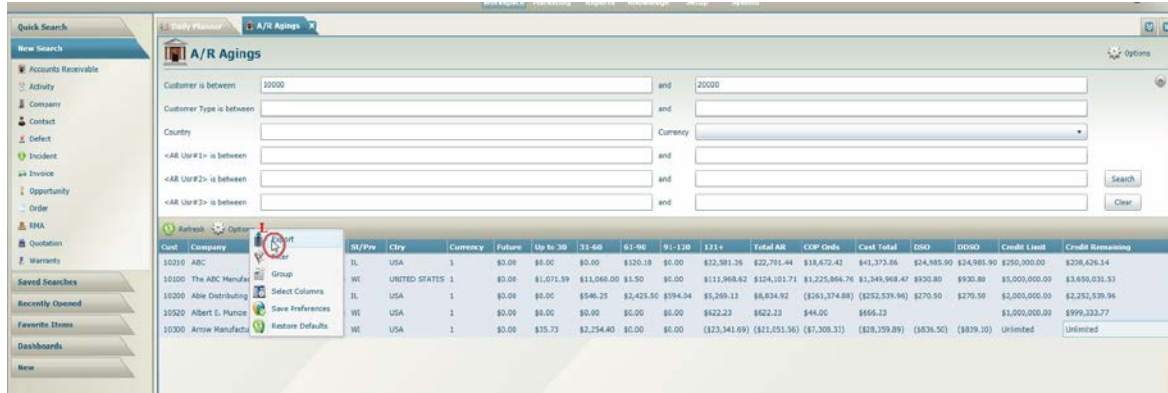 Workspace Marketing Reports Knowledge Setup System
Quick Search
Daily Planner A/R Agings X
New Search
A/R Agings
Options
Accounts Receivable
Activity
Company
Contact
Defect
Incident
Invoice
Opportunity
Order
RMA
Quotation
Warranty
Saved Searches
Recently Opened
Favorite Items
Dashboards
New
Customer is between 10000 and 20000
Customer Type is between and
Country Currency
<AR Usr#1> is between and
<AR Usr#2> is between and Search
<AR Usr#3> is between and Clear
Refresh Options
Export
Filter
Group
Select Columns
Save Preferences
Restore Defaults
Cust Company St/Prv Ctry Currency Future Up to 30 31-60 61-90 91-120 121+ Total AR COP Ords Cust Total DSO DDSO Credit Limit Credit Remaining
10210 ABC IL USA 1 $0.00 $0.00 $0.00 $120.18 $0.00 $22,581.26 $22,701.44 $18,672.42 $41,373.86 $24,985.90 $24,985.90 $250,000.00 $208,626.14
10100 The ABC Manufac WI UNITED STATES 1 $0.00 $1,071.59 $11,060.00 $1.50 $0.00 $111,968.62 $124,101.71 $1,225,866.76 $1,349,968.47 $930.80 $930.80 $5,000,000.00 $3,650,031.53
10200 Able Distributing IL USA 1 $0.00 $0.00 $546.25 $2,425.50 $594.04 $5,269.13 $8,834.92 ($261,374.88) ($252,539.96) $270.50 $270.50 $2,000,000.00 $2,252,539.96
10520 Albert E. Munce WI USA 1 $0.00 $0.00 $0.00 $0.00 $0.00 $622.23 $622.23 $44.00 $666.23 $1,000,000.00 $999,333.77
10300 Arrow Manufactu WI USA 1 $0.00 $35.73 $2,254.40 $0.00 $0.00 ($23,341.69) ($21,051.56) ($7,308.33) ($28,359.89) ($836.50) ($839.10) Unlimited Unlimited